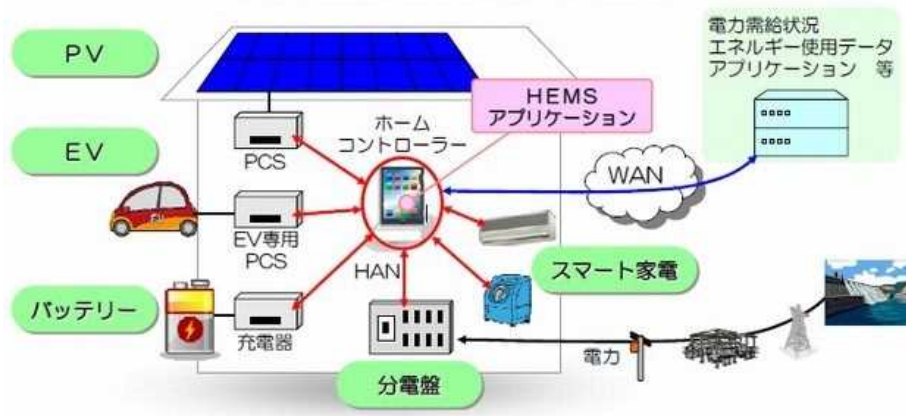 PV
EV
バッテリー
PCS
EV専用
PCS
充電器
ホーム
コントローラー
HEMS
アプリケーション
HAN
分電盤
スマート家電
WAN
電力需給状況
エネルギー使用データ
アプリケーション 等
電力